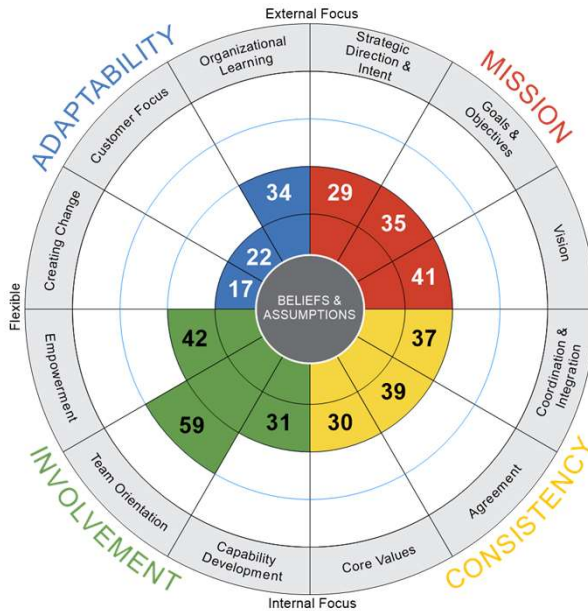 External Focus
ADAPTABILITY
MISSION
Organizational
Learning
Strategic
Direction &
Intent
Customer Focus
Goals &
Objectives
Creating Change
Vision
34
29
35
22
41
17
BELIEFS &
ASSUMPTIONS
Flexible
42
37
59
39
31
30
Empowerment
Coordination &
Integration
Team Orientation
Agreement
Capability
Development
Core Values
INVOLVEMENT
CONSISTENCY
Internal Focus